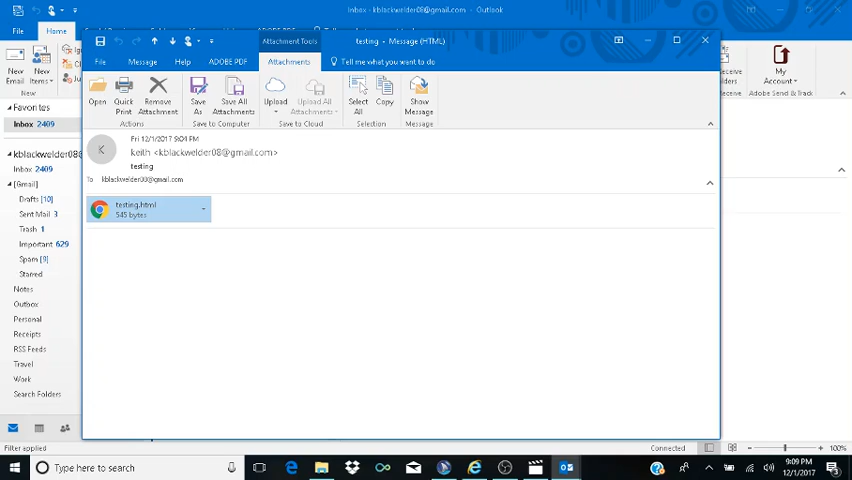 Inbox - kblackwelder08@gmail.com - Outlook
File
Home
Attachment Tools
testing - Message (HTML)
File
Message
Help
ADOBE PDF
Attachments
Tell me what you want to do
New Email
New Items
Open
Quick Print
Remove Attachment
Save As
Save All Attachments
Upload
Upload All Attachments
Select All
Copy
Show Message
My Account
Actions
Save to Computer
Save to Cloud
Selection
Message
Adobe Send & Track
Favorites
Inbox 2409
kblackwelder08@
Inbox 2409
[Gmail]
Drafts [10]
Sent Mail 3
Trash 1
Important 629
Spam [9]
Starred
Notes
Outbox
Personal
Receipts
RSS Feeds
Travel
Work
Search Folders
Fri 12/1/2017 9:04 PM
K
keith <kblackwelder08@gmail.com>
testing
To kblackwelder08@gmail.com
testing.html
545 bytes
Filter applied
Connected
100%
Type here to search
9:09 PM
12/1/2017